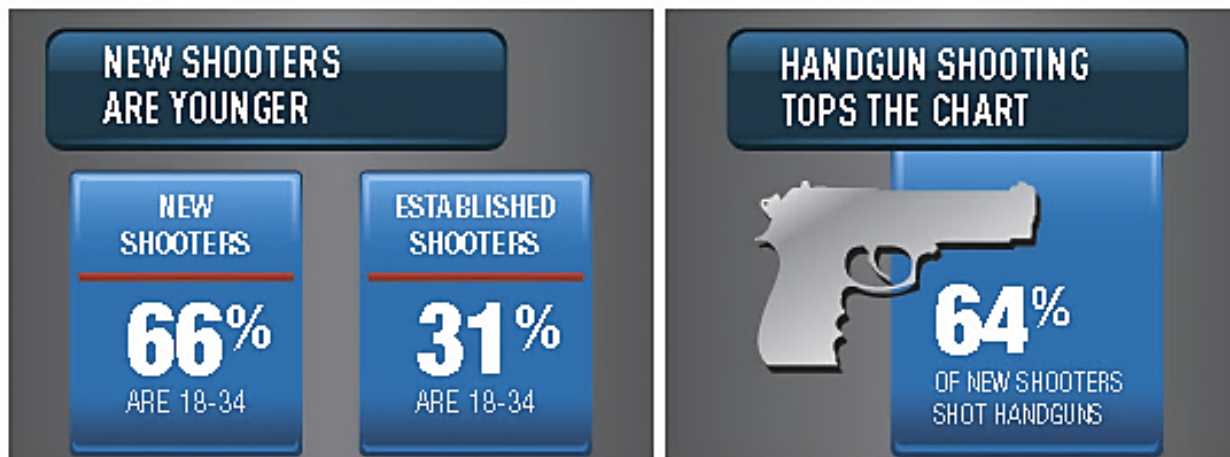 NEW SHOOTERS
ARE YOUNGER
NEW
SHOOTERS
66%
ARE 18-34
ESTABLISHED
SHOOTERS
31%
ARE 18-34
HANDGUN SHOOTING
TOPS THE CHART
64%
OF NEW SHOOTERS
SHOT HANDGUNS